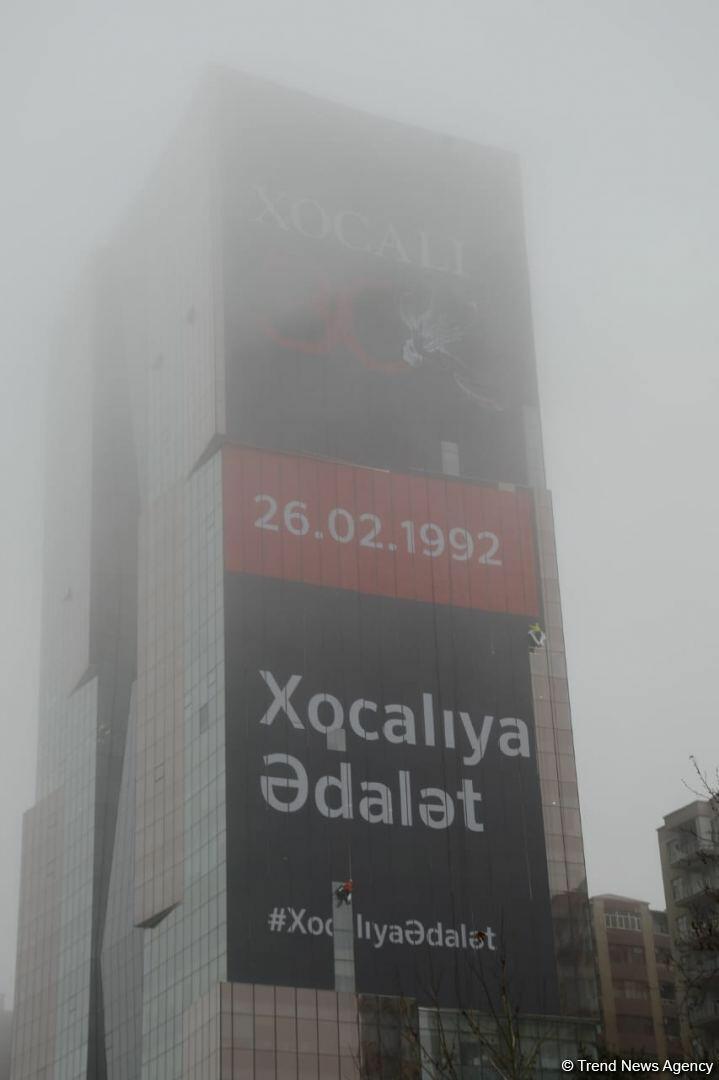 XOCALI
30
26.02.1992
Xocalıya
Ədalət
#XocalıyaƏdalət
© Trend News Agency